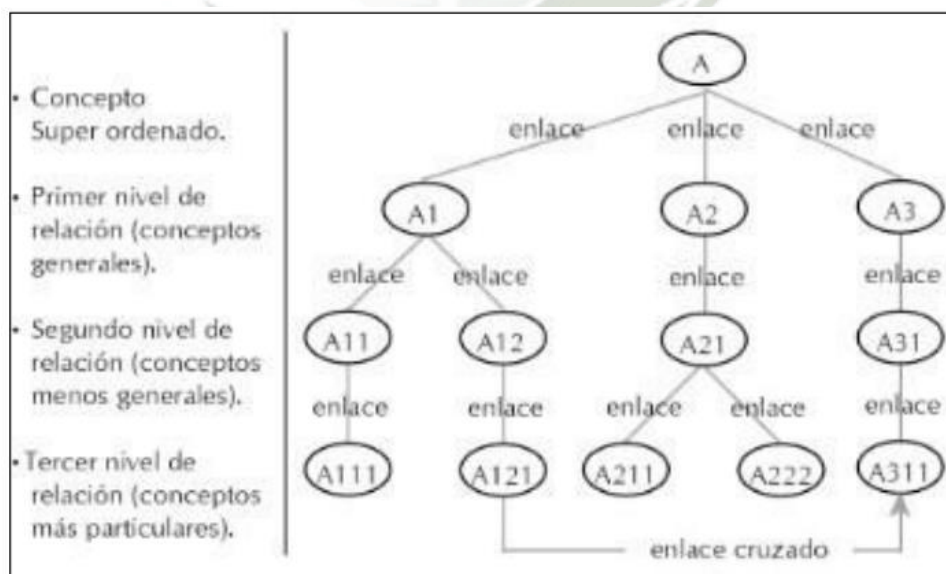 • Concepto
Super ordenado.
• Primer nivel de
relación (conceptos
generales).
• Segundo nivel de
relación (conceptos
menos generales).
• Tercer nivel de
relación (conceptos
más particulares).
A
enlace enlace enlace
A1 A2 A3
enlace enlace enlace enlace
A11 A12 A21 A31
enlace enlace enlace enlace enlace
A111 A121 A211 A222 A311
enlace cruzado